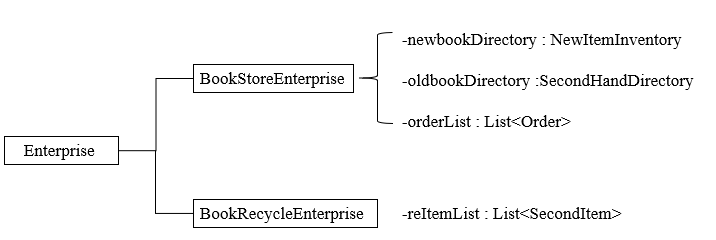 -newbookDirectory : NewItemInventory
BookStoreEnterprise
-oldbookDirectory :SecondHandDirectory
-orderList : List<Order>
Enterprise
BookRecycleEnterprise
-reItemList : List<SecondItem>